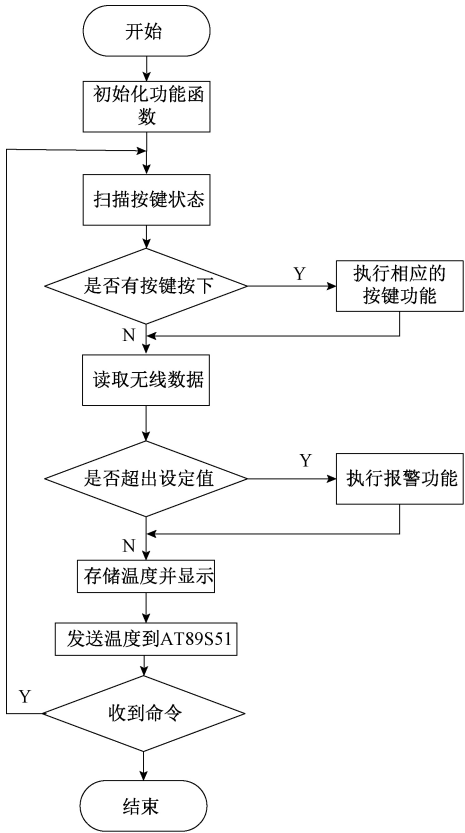 开始
初始化功能函
数
扫描按键状态
是否有按键按下
Y
执行相应的
按键功能
N
读取无线数据
是否超出设定值
Y
执行报警功能
N
存储温度并显示
发送温度到AT89S51
Y
收到命令
结束